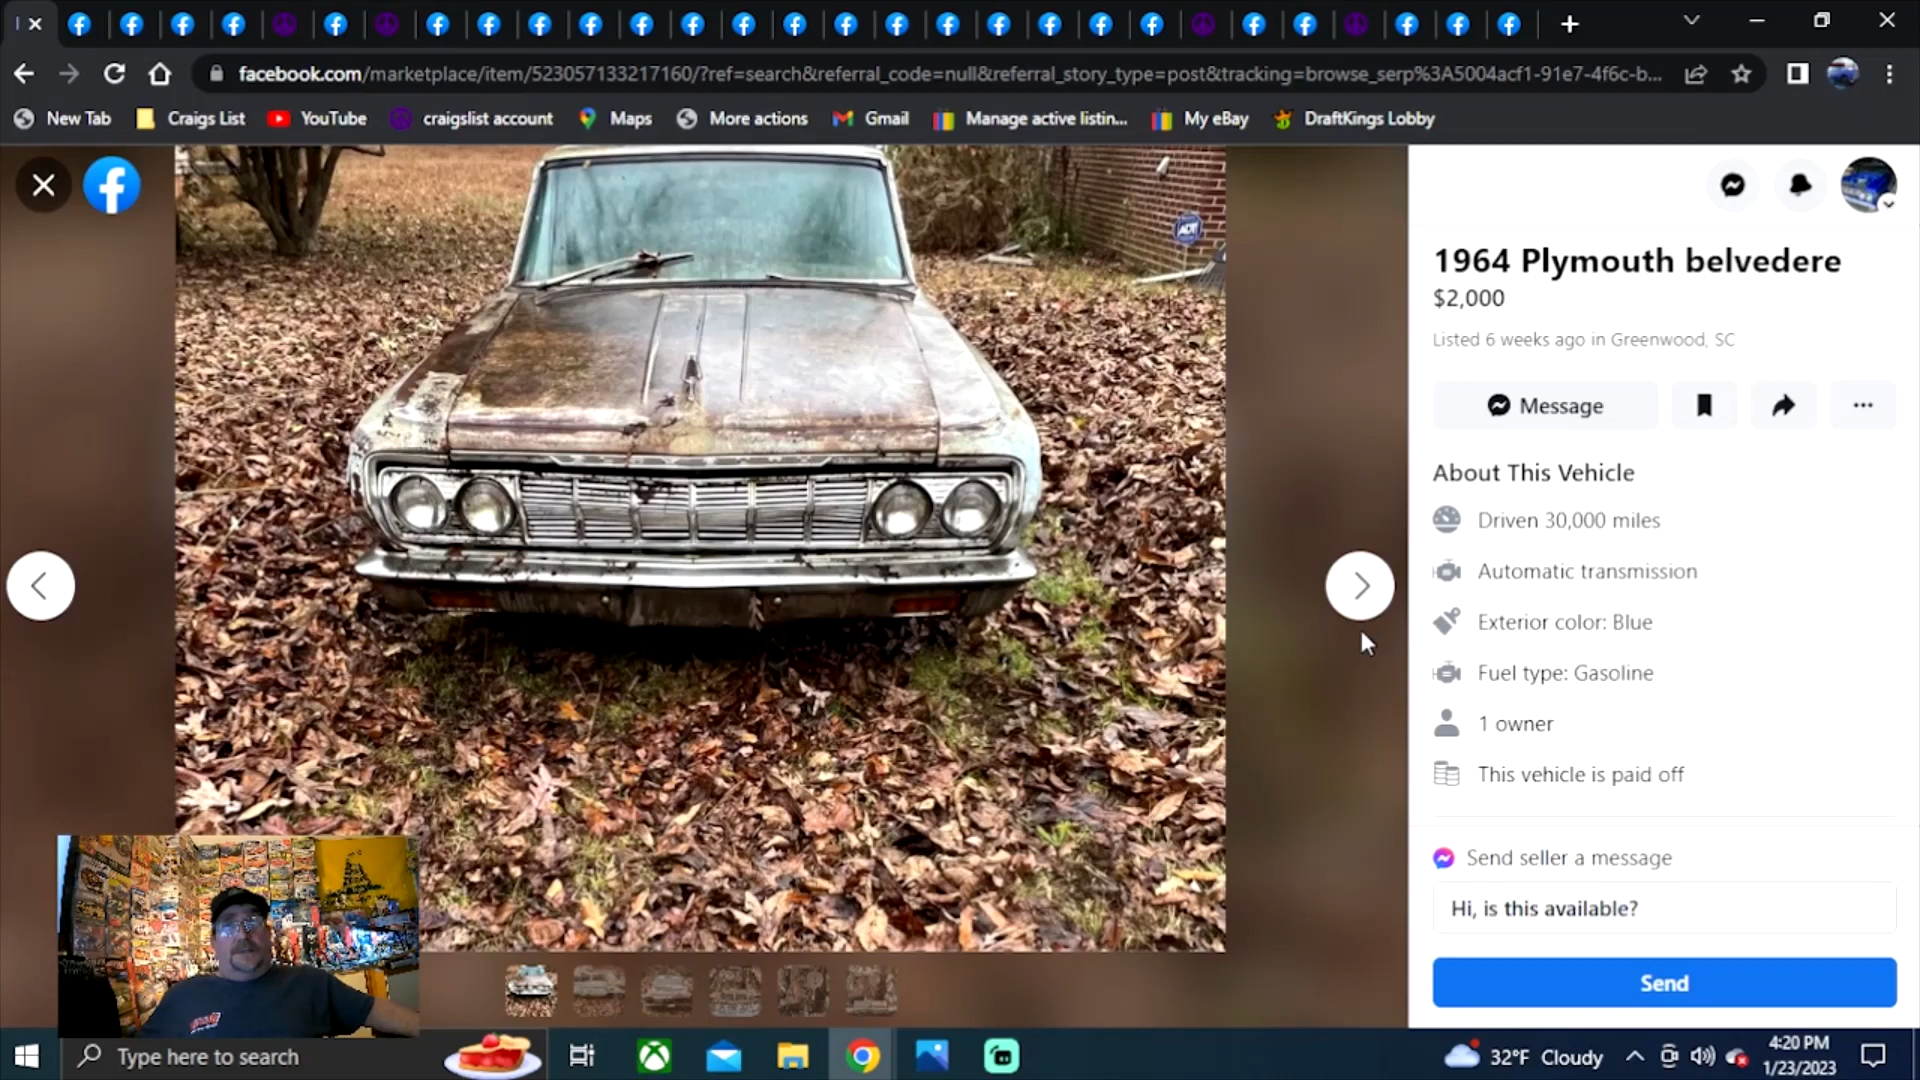 facebook.com/marketplace/item/523057133217160/?ref=search&referral_code=null&referral_story_type=post&tracking=browse_serp%3A5004acf1-91e7-4f6c-b...
New Tab
Craigs List
YouTube
craigslist account
Maps
More actions
Gmail
Manage active listin...
My eBay
DraftKings Lobby
ADT
1964 Plymouth belvedere
$2,000
Listed 6 weeks ago in Greenwood, SC
Message
About This Vehicle
Driven 30,000 miles
Automatic transmission
Exterior color: Blue
Fuel type: Gasoline
1 owner
This vehicle is paid off
Send seller a message
Hi, is this available?
Send
Type here to search
32°F Cloudy
4:20 PM
1/23/2023